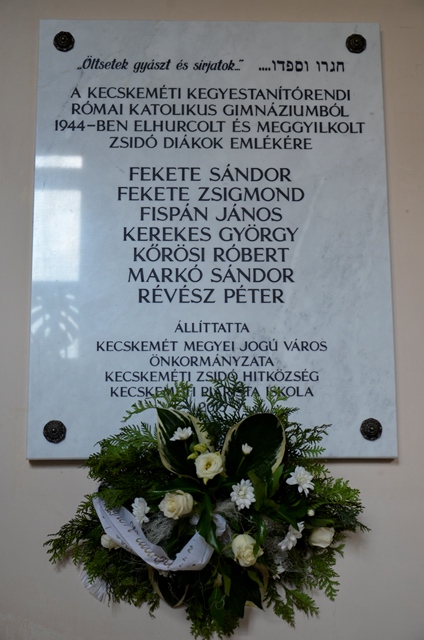 „Öltsetek gyászt és sirjatok..." ....חגרו וספדו
A KECSKEMÉTI KEGYESTANÍTÓRENDI
RÓMAI KATOLIKUS GIMNÁZIUMBÓL
1944-BEN ELHURCOLT ÉS MEGGYILKOLT
ZSIDÓ DIÁKOK EMLÉKÉRE
FEKETE SÁNDOR
FEKETE ZSIGMOND
FISPÁN JÁNOS
KEREKES GYÖRGY
KŐRÖSI RÓBERT
MARKÓ SÁNDOR
RÉVÉSZ PÉTER
ÁLLÍTTATTA
KECSKEMÉT MEGYEI JOGÚ VÁROS
ÖNKORMÁNYZATA
KECSKEMÉTI ZSIDÓ HITKÖZSÉG
KECSKEMÉTI PIARISTA ISKOLA